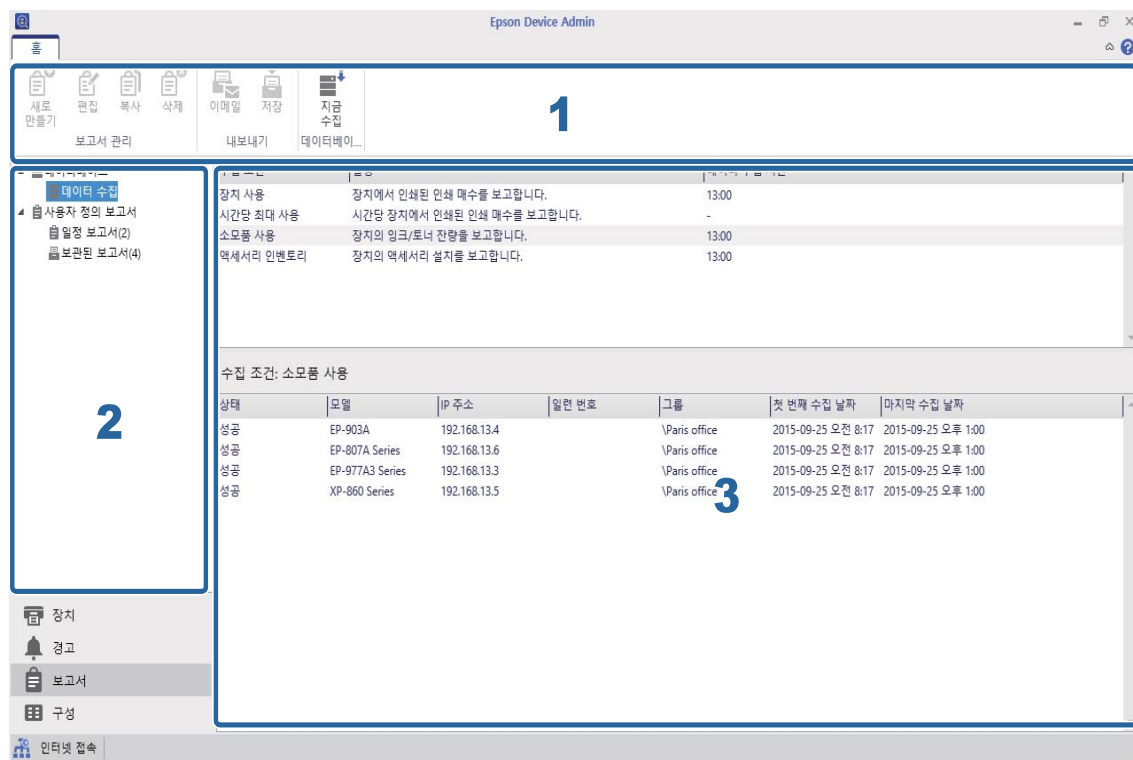 Epson Device Admin
홈
새로 만들기
편집
복사
삭제
이메일
저장
지금 수집
보고서 관리
내보내기
데이터베이...
1
데이터 수집
사용자 정의 보고서
일정 보고서(2)
보관된 보고서(4)
2
장치 사용 장치에서 인쇄된 인쇄 매수를 보고합니다. 13:00
시간당 최대 사용 시간당 장치에서 인쇄된 인쇄 매수를 보고합니다. -
소모품 사용 장치의 잉크/토너 잔량을 보고합니다. 13:00
액세서리 인벤토리 장치의 액세서리 설치를 보고합니다. 13:00
수집 조건: 소모품 사용
상태 모델 IP 주소 일련 번호 그룹 첫 번째 수집 날짜 마지막 수집 날짜
성공 EP-903A 192.168.13.4 \Paris office 2015-09-25 오전 8:17 2015-09-25 오후 1:00
성공 EP-807A Series 192.168.13.6 \Paris office 2015-09-25 오전 8:17 2015-09-25 오후 1:00
성공 EP-977A3 Series 192.168.13.3 \Paris office 2015-09-25 오전 8:17 2015-09-25 오후 1:00
성공 XP-860 Series 192.168.13.5 \Paris office 2015-09-25 오전 8:17 2015-09-25 오후 1:00
3
장치
경고
보고서
구성
인터넷 접속